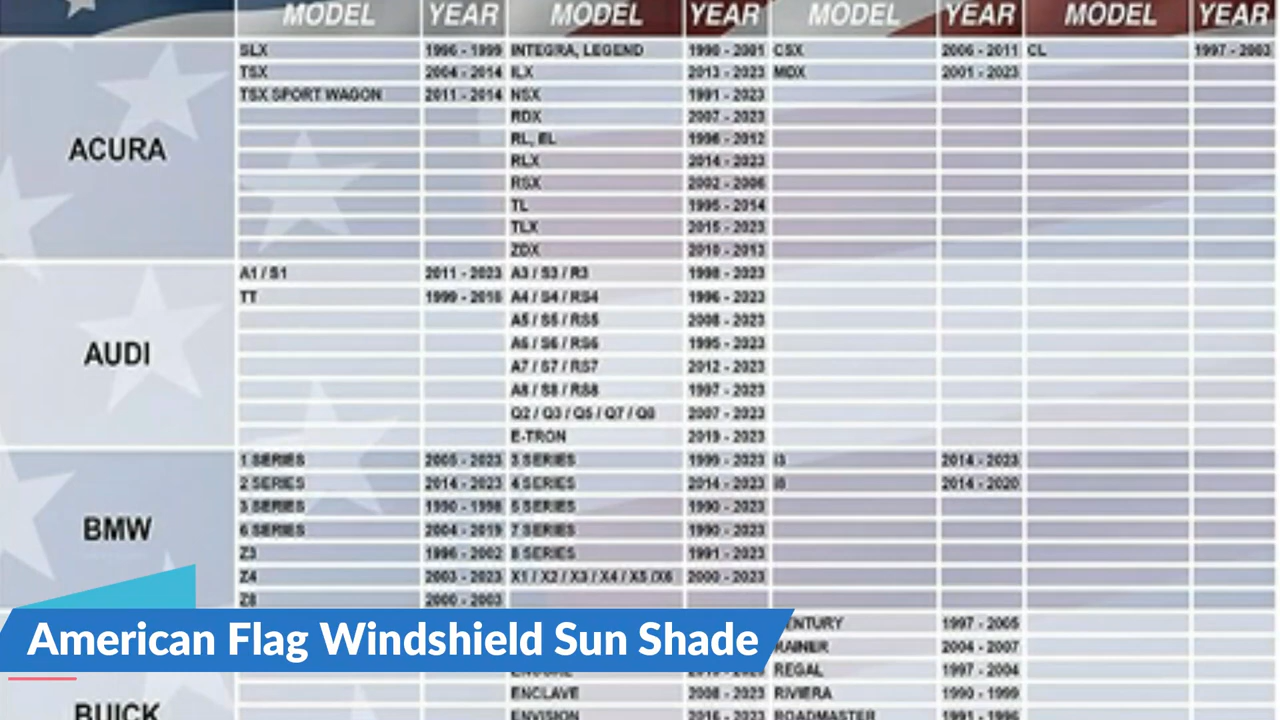 MODEL YEAR MODEL YEAR MODEL YEAR MODEL YEAR
SLX 1996 - 1999 INTEGRA, LEGEND 1990 - 2001 CSX 2006 - 2011 CL 1997 - 2003
TSX 2004 - 2014 ILX 2013 - 2023 MDX 2001 - 2023
TSX SPORT WAGON 2011 - 2014 NSX 1991 - 2023
RDX 2007 - 2023
RL, EL 1996 - 2012
ACURA
RLX 2014 - 2023
RSX 2002 - 2006
TL 1995 - 2014
TLX 2015 - 2023
ZDX 2010 - 2013
A1 / S1 2011 - 2023 A3 / S3 / R3 1998 - 2023
TT 1999 - 2015 A4 / S4 / RS4 1996 - 2023
A5 / S5 / RS5 2008 - 2023
A6 / S6 / RS6 1995 - 2023
AUDI
A7 / S7 / RS7 2012 - 2023
A8 / S8 / RS8 1997 - 2023
Q2 / Q3 / Q5 / Q7 / Q8 2007 - 2023
E-TRON 2019 - 2023
1 SERIES 2005 - 2023 3 SERIES 1999 - 2023 i3 2014 - 2023
2 SERIES 2014 - 2023 4 SERIES 2014 - 2023 i8 2014 - 2020
3 SERIES 1990 - 1998 5 SERIES 1990 - 2023
BMW
6 SERIES 2004 - 2019 7 SERIES 1990 - 2023
Z3 1996 - 2002 8 SERIES 1991 - 2023
Z4 2003 - 2023 X1 / X2 / X3 / X4 / X5 /X6 2000 - 2023
Z8 2000 - 2003
ENTURY 1997 - 2005
American Flag Windshield Sun Shade
RAINER 2004 - 2007
REGAL 1997 - 2004
ENCLAVE 2008 - 2023 RIVIERA 1990 - 1999
BUICK
ENVISION 2016 - 2023 ROADMASTER 1991 - 1996